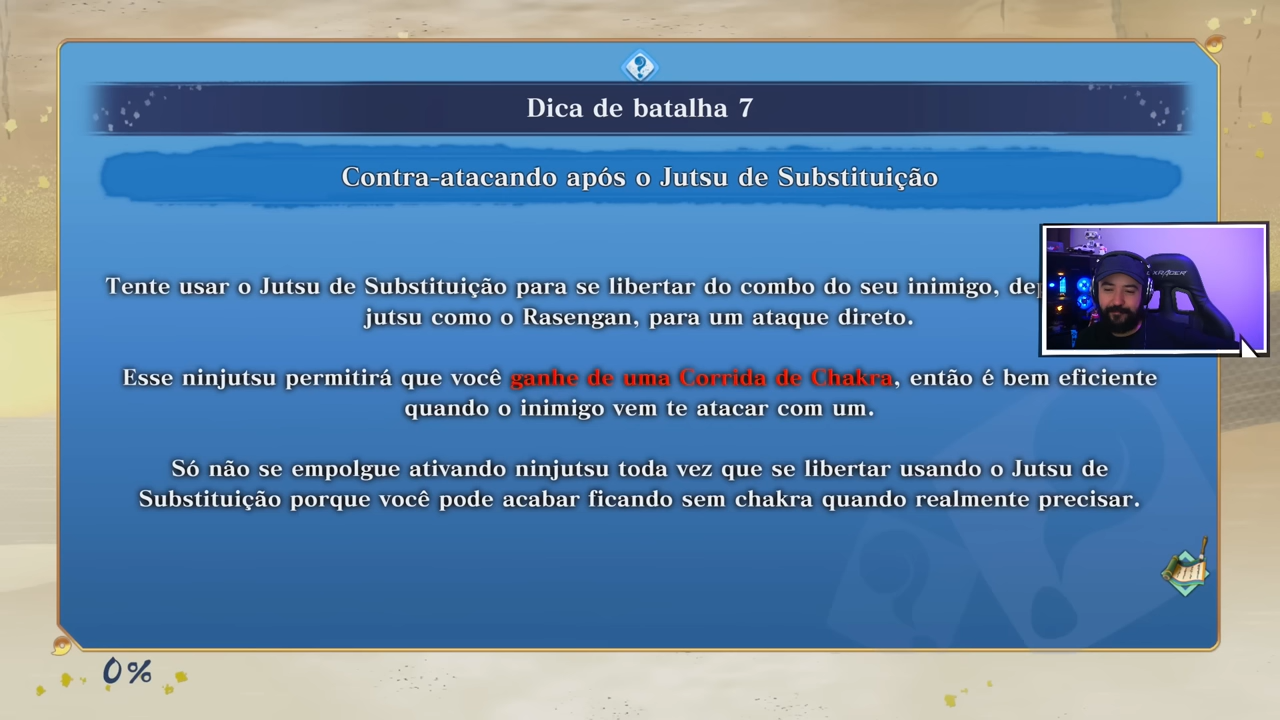 Dica de batalha 7
Contra-atacando após o Jutsu de Substituição
Tente usar o Jutsu de Substituição para se libertar do combo do seu inimigo,
jutsu como o Rasengan, para um ataque direto.
Esse ninjutsu permitirá que você ganhe de uma Corrida de Chakra, então é bem eficiente
quando o inimigo vem te atacar com um.
Só não se empolgue ativando ninjutsu toda vez que se libertar usando o Jutsu de
Substituição porque você pode acabar ficando sem chakra quando realmente precisar.
0%